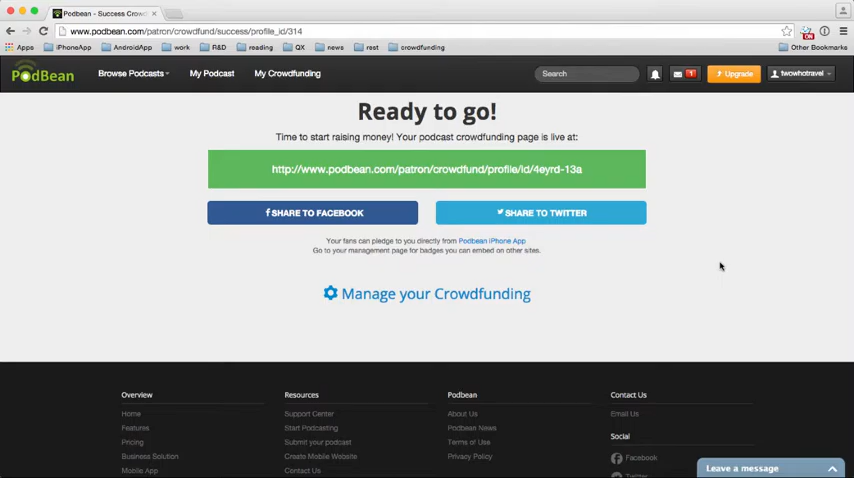 Podbean - Success Crowd
www.podbean.com/patron/crowdfund/success/profile_id/314
Apps iPhoneApp AndroidApp work R&D reading QX news rest crowdfunding Other Bookmarks
PodBean Browse Podcasts My Podcast My Crowdfunding Search 1 Upgrade twowhotravel
Ready to go!
Time to start raising money! Your podcast crowdfunding page is live at:
http://www.podbean.com/patron/crowdfund/profile/id/4eyrd-13a
SHARE TO FACEBOOK SHARE TO TWITTER
Your fans can pledge to you directly from Podbean iPhone App
Go to your management page for badges you can embed on other sites.
Manage your Crowdfunding
Overview Resources Podbean Contact Us
Home Support Center About Us Email Us
Features Start Podcasting Podbean News
Social
Pricing Submit your podcast Terms of Use
Business Solution Create Mobile Website Privacy Policy Facebook
Mobile App Contact Us Twitter
Leave a message